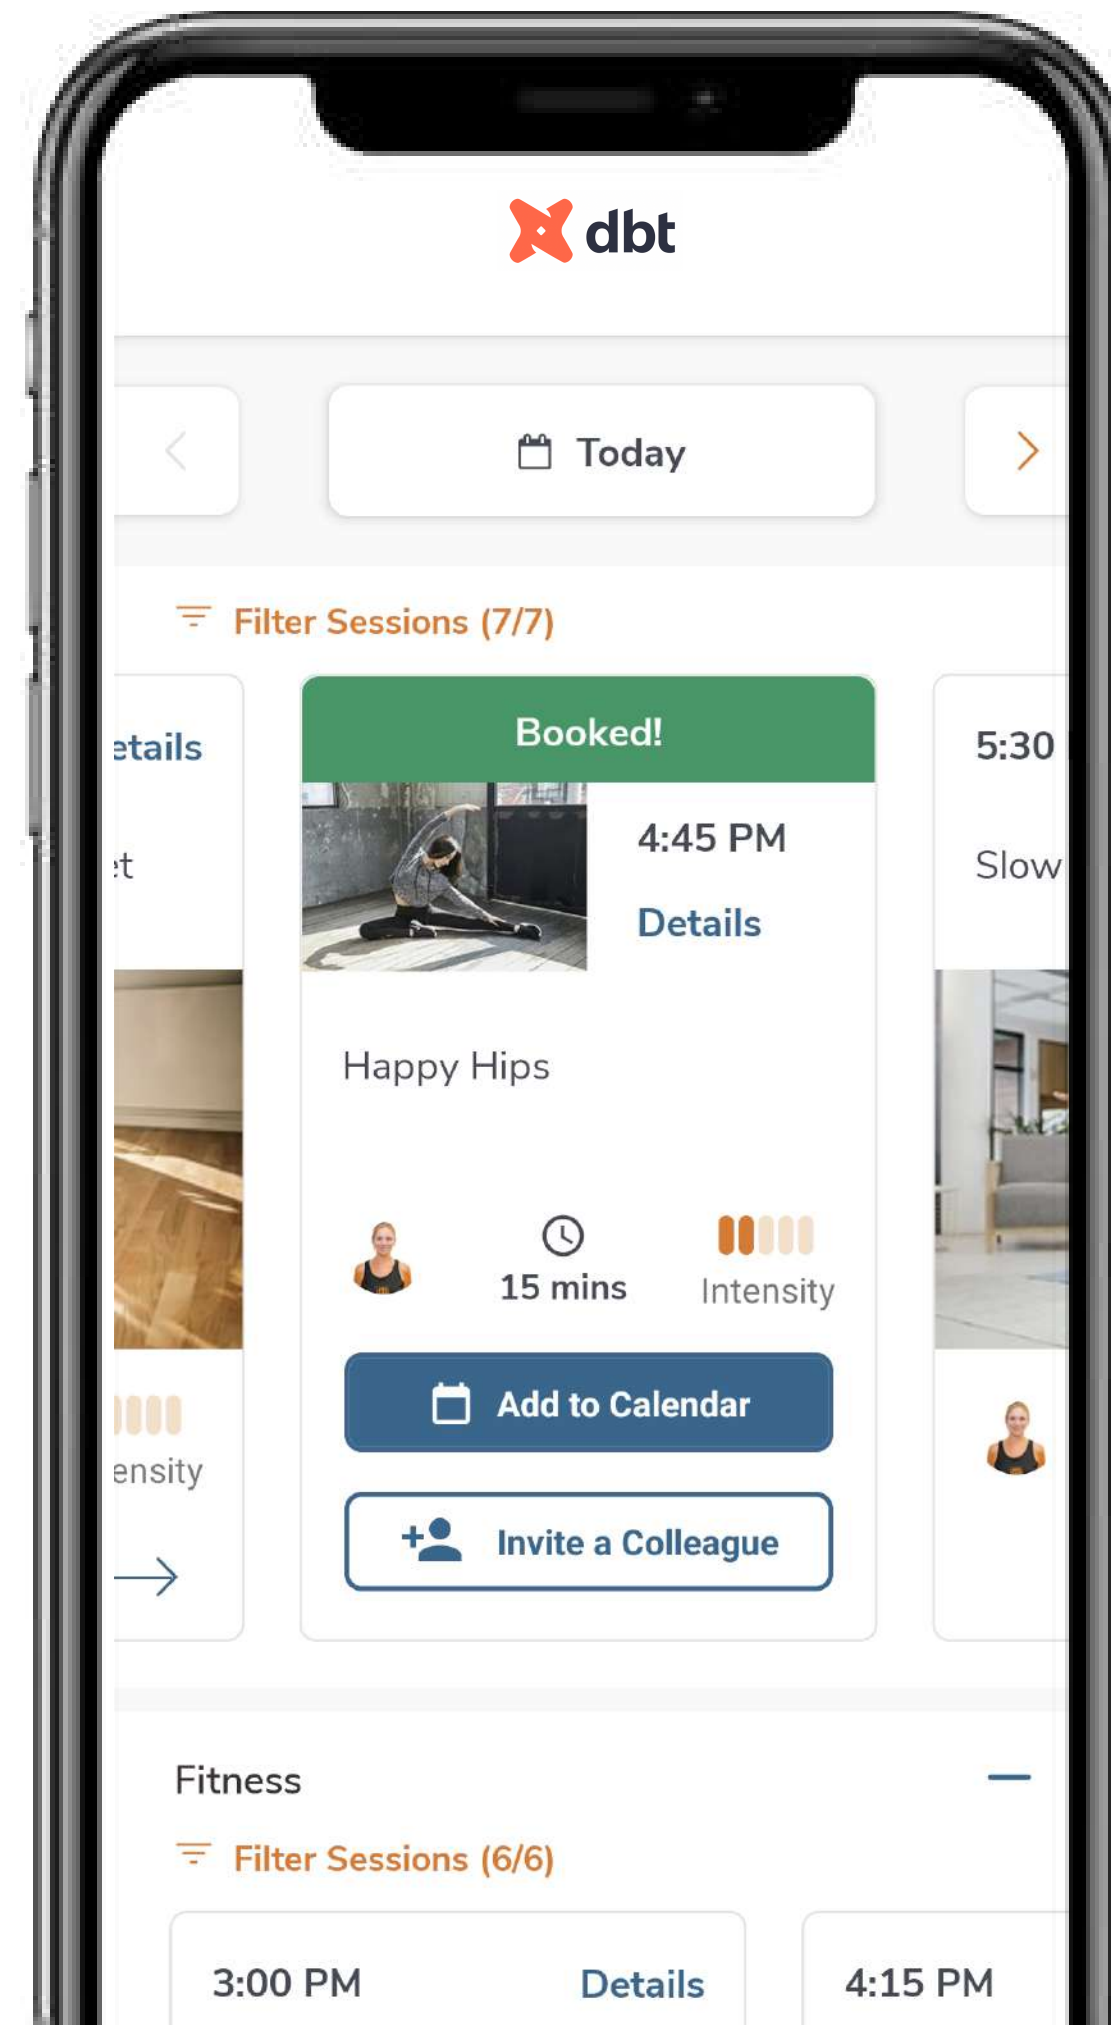 dbt
Today
Filter Sessions (7/7)
etails
et
ensity
Booked!
4:45 PM
Details
Happy Hips
15 mins
Intensity
Add to Calendar
Invite a Colleague
5:30
Slow
Fitness
Filter Sessions (6/6)
3:00 PM
Details
4:15 PM